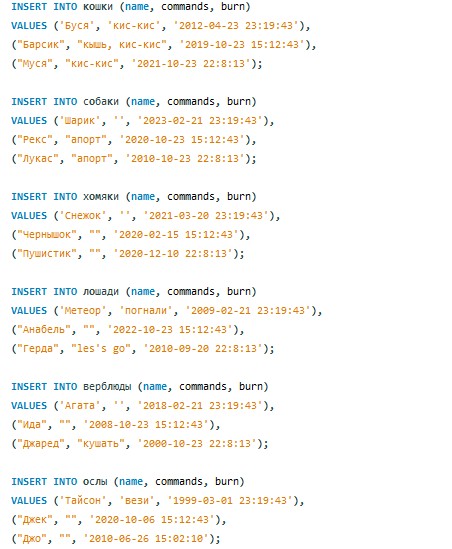 INSERT INTO кошки (name, commands, burn)
VALUES ('Буся', 'кис-кис', '2012-04-23 23:19:43'),
("Барсик", "кышь, кис-кис", '2019-10-23 15:12:43'),
("Муся", "кис-кис", '2021-10-23 22:8:13');
INSERT INTO собаки (name, commands, burn)
VALUES ('Шарик', '', '2023-02-21 23:19:43'),
("Рекс", "апорт", '2020-10-23 15:12:43'),
("Лукас", "апорт", '2010-10-23 22:8:13');
INSERT INTO хомяки (name, commands, burn)
VALUES ('Снежок', '', '2021-03-20 23:19:43'),
("Чернышок", "", '2020-02-15 15:12:43'),
("Пушистик", "", '2020-12-10 22:8:13');
INSERT INTO лошади (name, commands, burn)
VALUES ('Метеор', 'погнали', '2009-02-21 23:19:43'),
("Анабель", "", '2022-10-23 15:12:43'),
("Герда", "les's go", '2010-09-20 22:8:13');
INSERT INTO верблюды (name, commands, burn)
VALUES ('Агата', '', '2018-02-21 23:19:43'),
("Ида", "", '2008-10-23 15:12:43'),
("Джаред", "кушать", '2000-10-23 22:8:13');
INSERT INTO ослы (name, commands, burn)
VALUES ('Тайсон', 'вези', '1999-03-01 23:19:43'),
("Джек", "", '2020-10-06 15:12:43'),
("Джо", "", '2010-06-26 15:02:10');